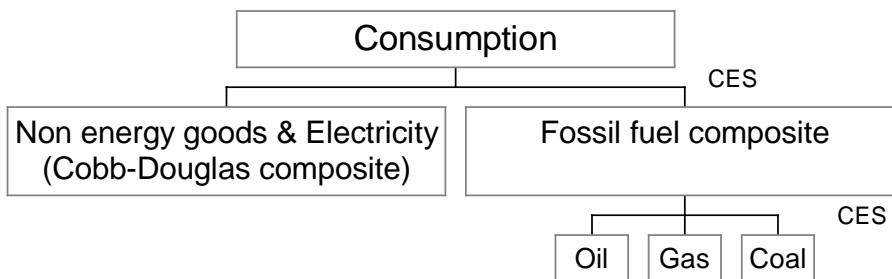 Consumption
CES
Non energy goods & Electricity
(Cobb-Douglas composite)
Fossil fuel composite
CES
Oil
Gas
Coal